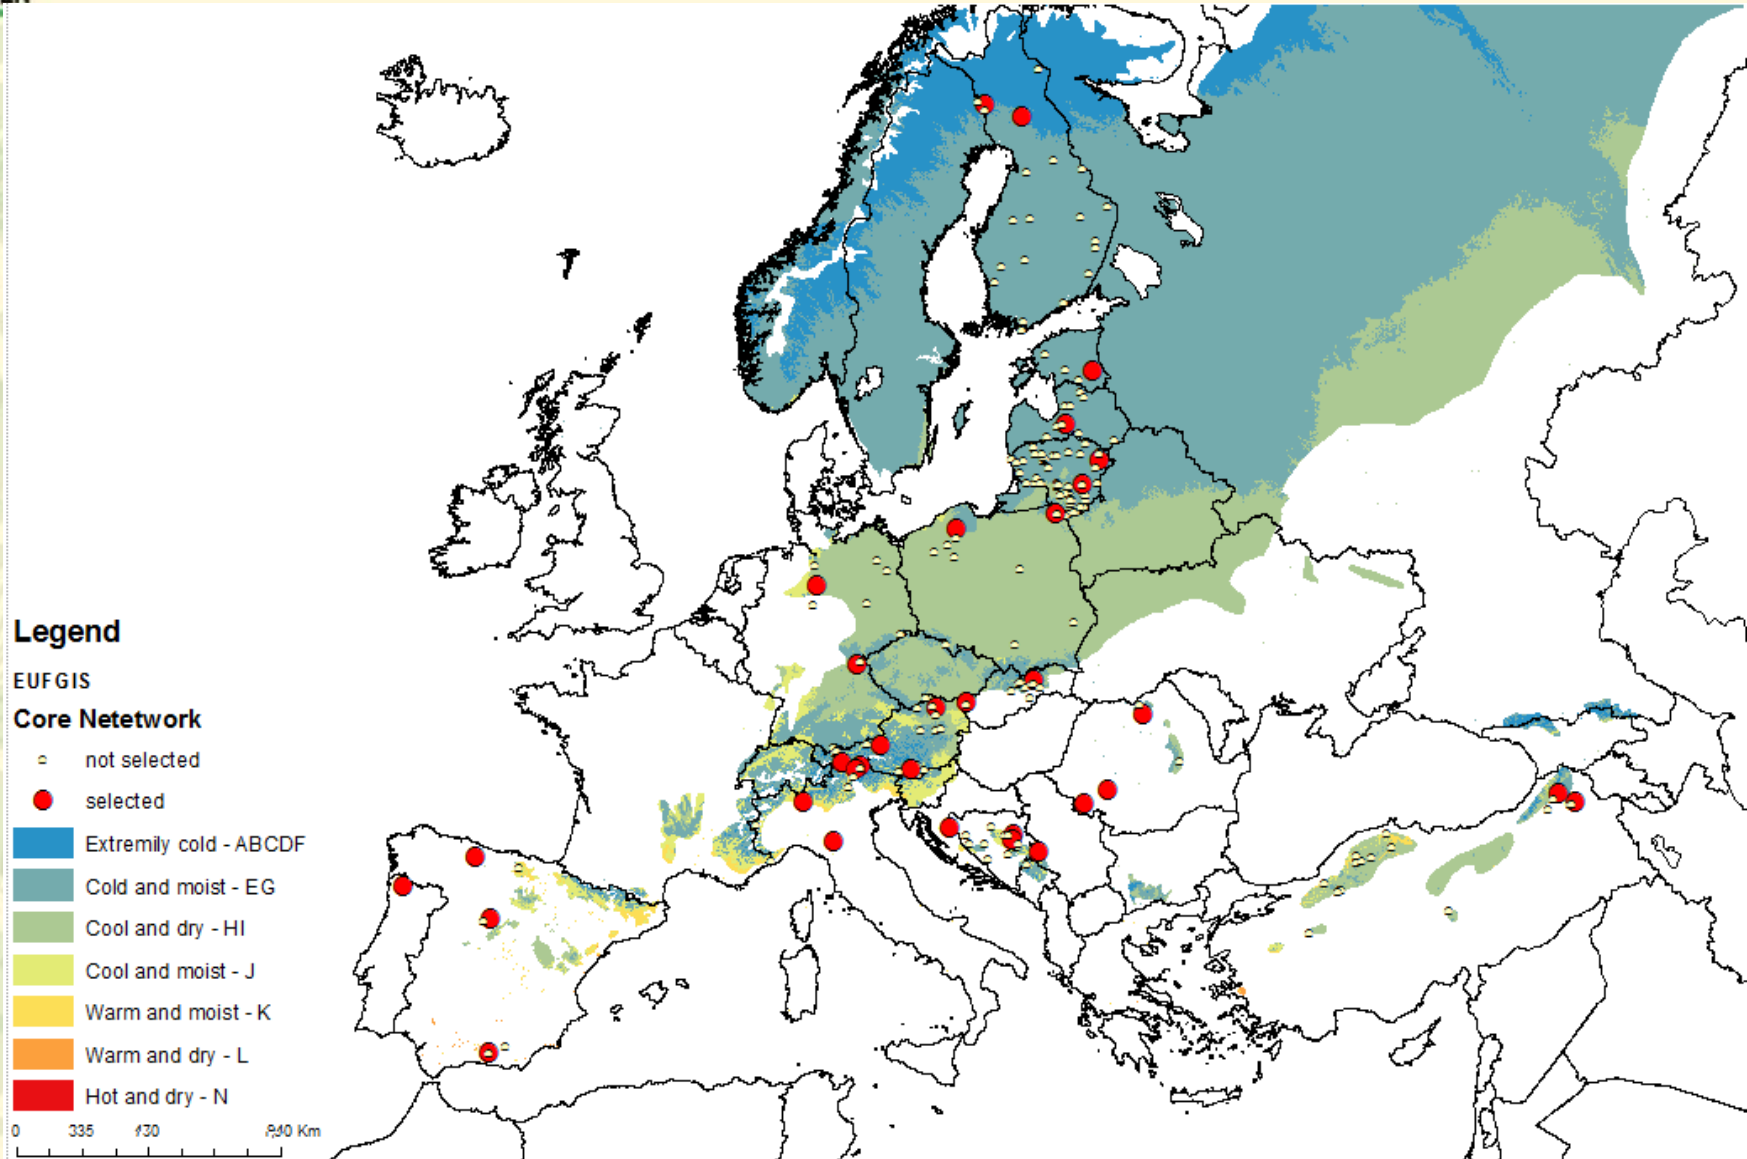 Legend
EUFGIS
Core Netetwork
not selected
selected
Extremily cold - ABCDF
Cold and moist - EG
Cool and dry - HI
Cool and moist - J
Warm and moist - K
Warm and dry - L
Hot and dry - N
0 335 Km